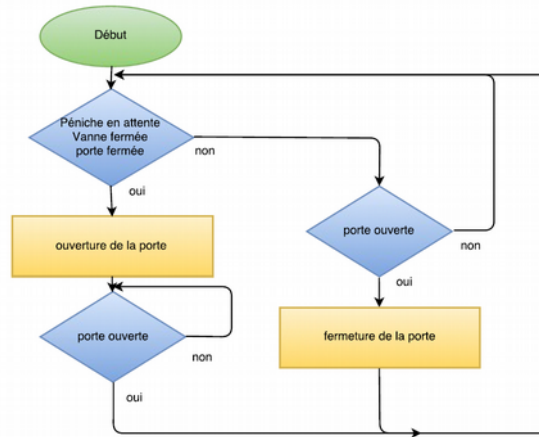 Début
Péniche en attente
Vanne fermée
porte fermée
non
oui
ouverture de la porte
porte ouverte
non
oui
porte ouverte
non
oui
fermeture de la porte